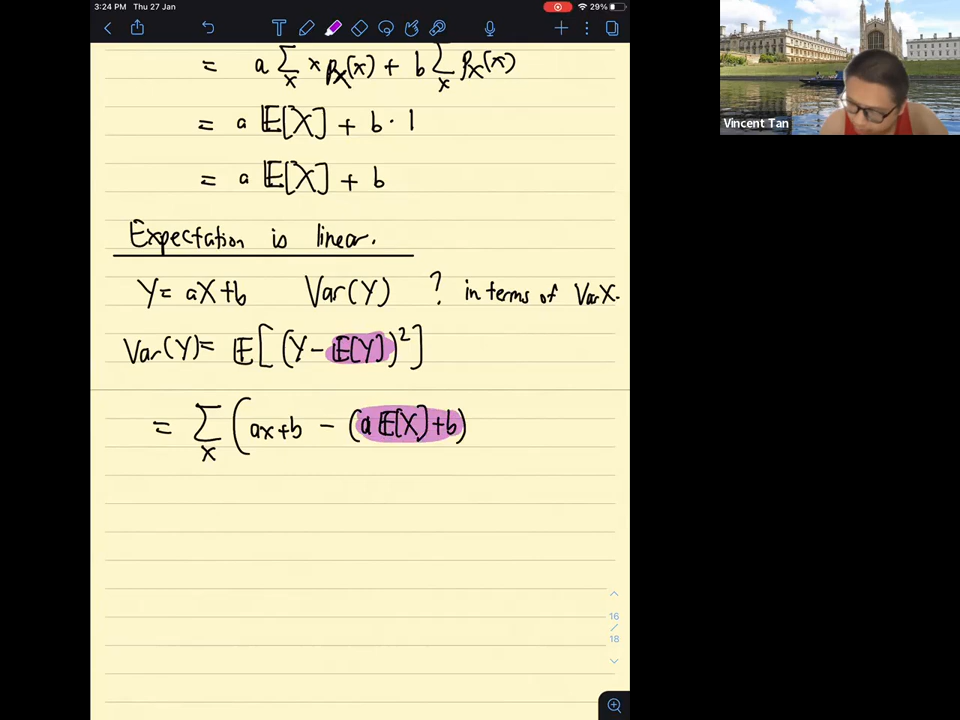 3:24 PM Thu 27 Jan
29%
= a ∑ₓ x pₓ(x) + b ∑ₓ pₓ(x)
= a 𝔼[X] + b · 1
= a 𝔼[X] + b
Expectation is linear.
Y = aX+b Var(Y) ? in terms of Var X.
Var(Y) = 𝔼[(Y − 𝔼[Y])²]
= ∑ₓ (ax+b − (a 𝔼[X]+b)
16
/
18
Vincent Tan